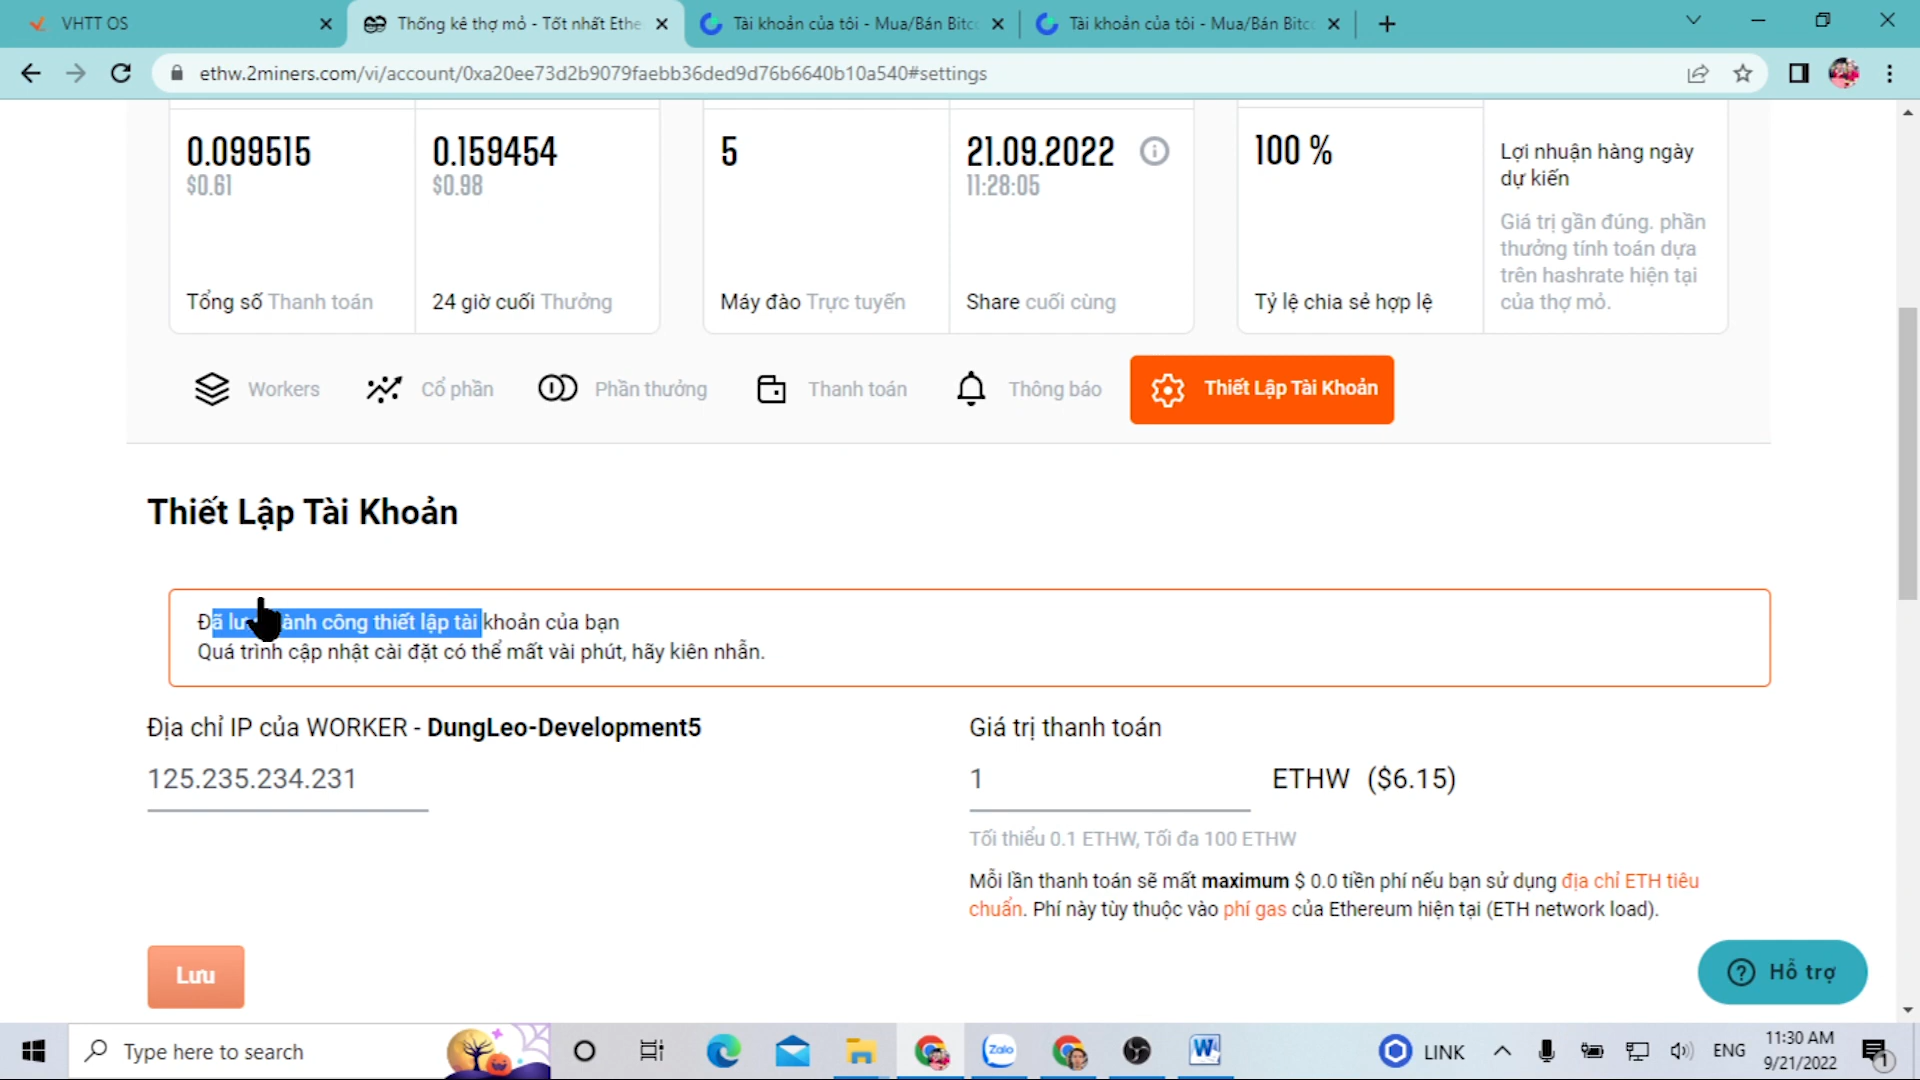 VHTT OS
Thống kê thợ mỏ - Tốt nhất Ethe
Tài khoản của tôi - Mua/Bán Bitc
Tài khoản của tôi - Mua/Bán Bitc
ethw.2miners.com/vi/account/0xa20ee73d2b9079faebb36ded9d76b6640b10a540#settings
0.099515
$0.61
Tổng số Thanh toán
0.159454
$0.98
24 giờ cuối Thưởng
5
Máy đào Trực tuyến
21.09.2022
11:28:05
Share cuối cùng
100 %
Tỷ lệ chia sẻ hợp lệ
Lợi nhuận hàng ngày
dự kiến
Giá trị gần đúng. phần
thưởng tính toán dựa
trên hashrate hiện tại
của thợ mỏ.
Workers
Cổ phần
Phần thưởng
Thanh toán
Thông báo
Thiết Lập Tài Khoản
Thiết Lập Tài Khoản
Đã công thiết lập tài khoản của bạn
Quá trình cập nhật cài đặt có thể mất vài phút, hãy kiên nhẫn.
Địa chỉ IP của WORKER - DungLeo-Development5
125.235.234.231
Giá trị thanh toán
1 ETHW ($6.15)
Tối thiểu 0.1 ETHW, Tối đa 100 ETHW
Mỗi lần thanh toán sẽ mất maximum $ 0.0 tiền phí nếu bạn sử dụng địa chỉ ETH tiêu
chuẩn. Phí này tùy thuộc vào phí gas của Ethereum hiện tại (ETH network load).
Lưu
Hỗ trợ
Type here to search
Zalo
LINK
ENG
11:30 AM
9/21/2022
1